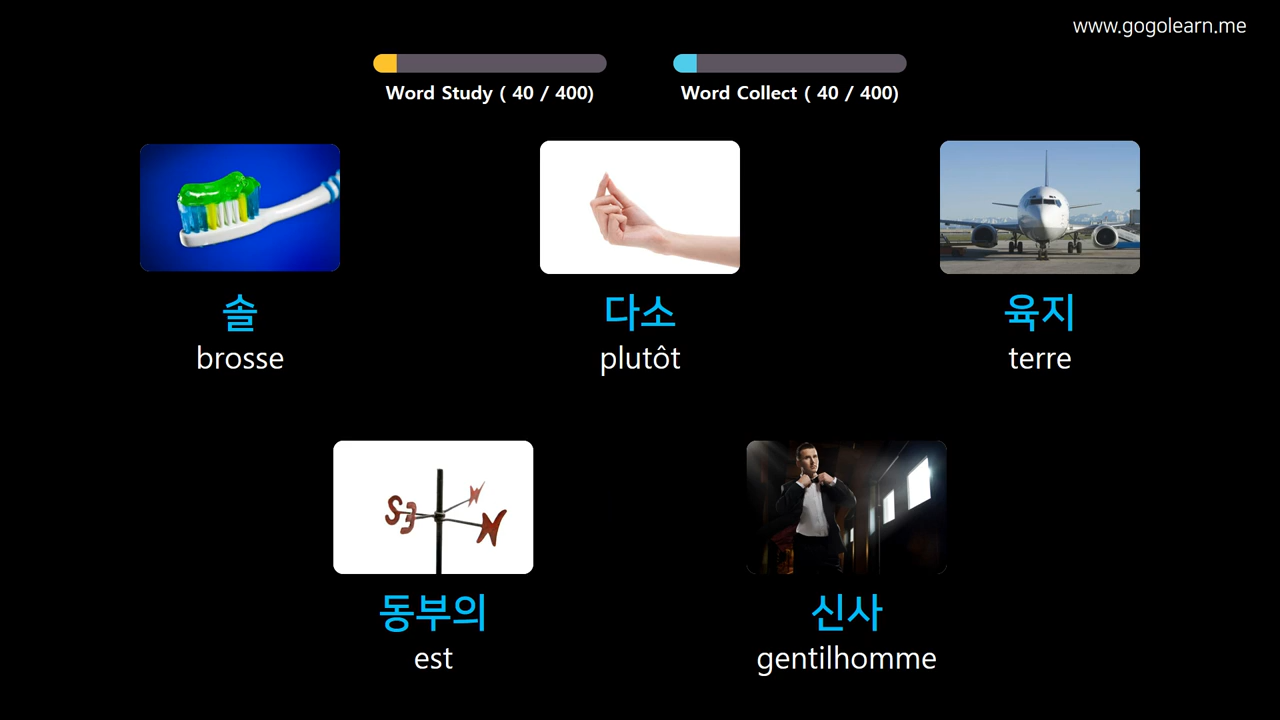 www.gogolearn.me
Word Study ( 40 / 400)
Word Collect ( 40 / 400)
솔
brosse
다소
plutôt
육지
terre
S E W N
동부의
est
신사
gentilhomme